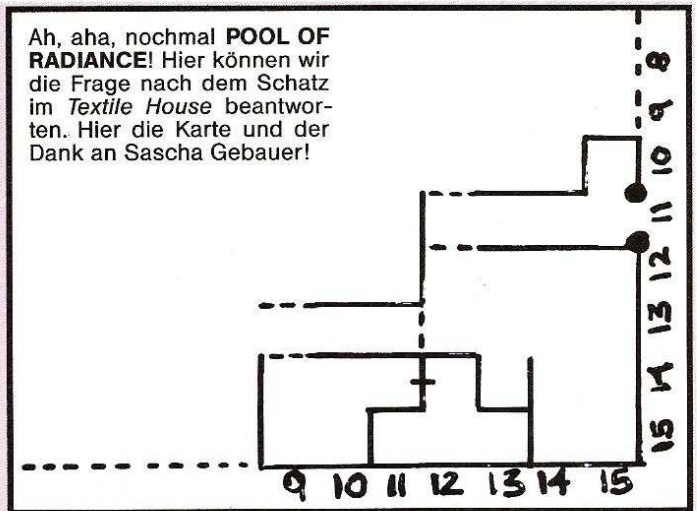 Ah, aha, nochmal POOL OF
RADIANCE! Hier können wir
die Frage nach dem Schatz
im Textile House beantwor-
ten. Hier die Karte und der
Dank an Sascha Gebauer!
8
9
10
11
12
13
14
15
9 10 11 12 13 14 15